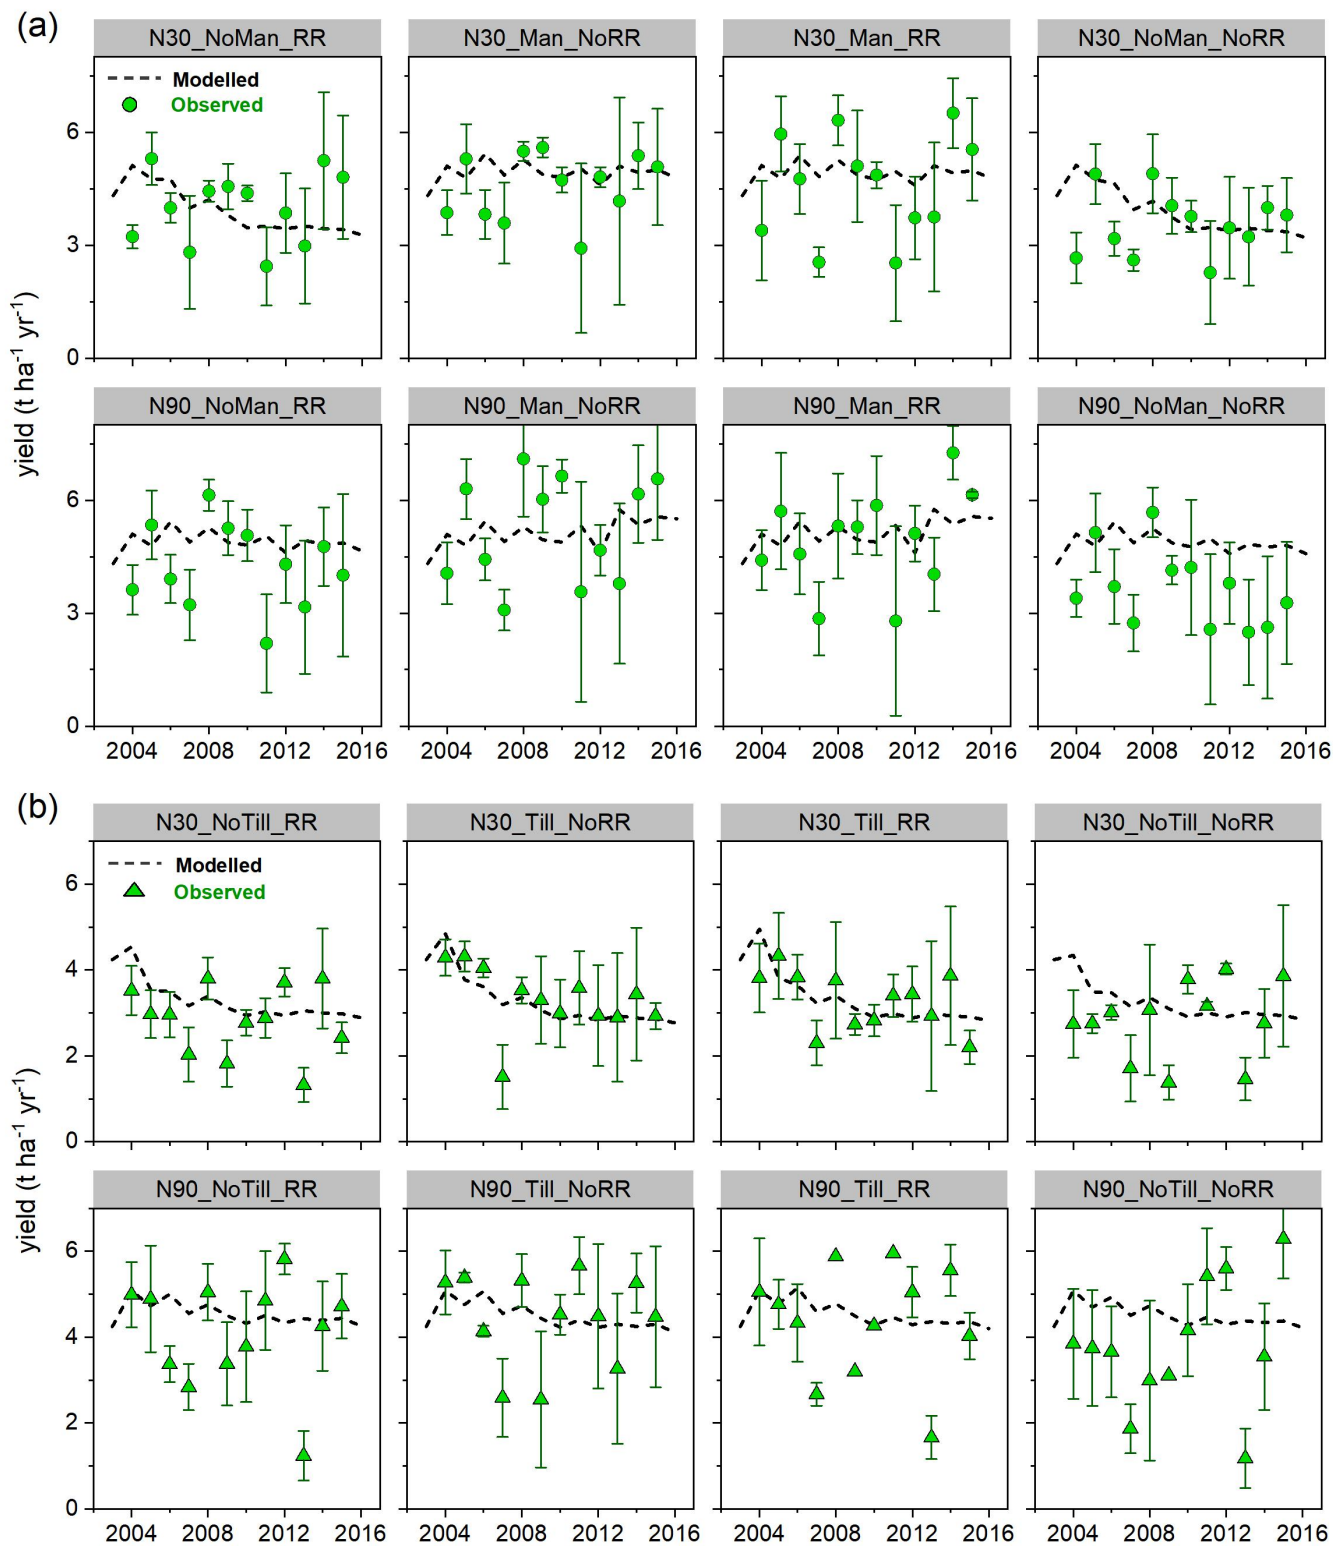 (a)
N30_NoMan_RR N30_Man_NoRR N30_Man_RR N30_NoMan_NoRR
Modelled
Observed
6
3
0
N90_NoMan_RR N90_Man_NoRR N90_Man_RR N90_NoMan_NoRR
yield (t ha⁻¹ yr⁻¹)
6
3
0
2004 2008 2012 2016 2004 2008 2012 2016 2004 2008 2012 2016 2004 2008 2012 2016
(b)
N30_NoTill_RR N30_Till_NoRR N30_Till_RR N30_NoTill_NoRR
Modelled
Observed
6
4
2
0
N90_NoTill_RR N90_Till_NoRR N90_Till_RR N90_NoTill_NoRR
yield (t ha⁻¹ yr⁻¹)
6
4
2
0
2004 2008 2012 2016 2004 2008 2012 2016 2004 2008 2012 2016 2004 2008 2012 2016